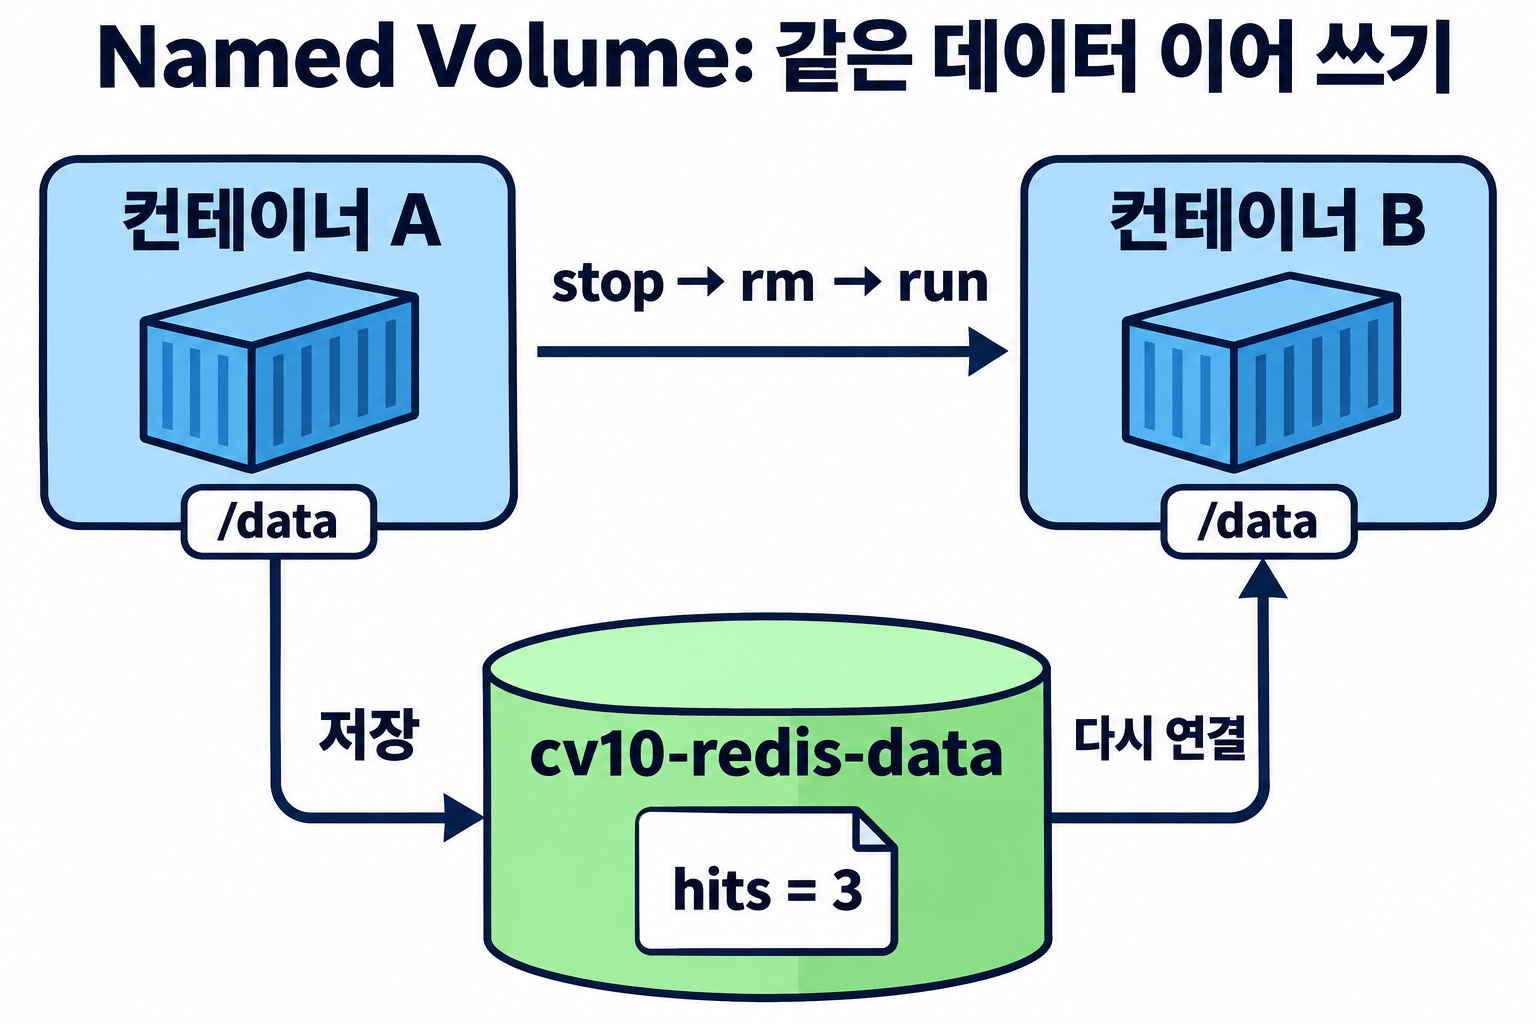 Named Volume: 같은 데이터 이어 쓰기
컨테이너 A
stop → rm → run
컨테이너 B
/data
/data
저장
cv10-redis-data
다시 연결
hits = 3